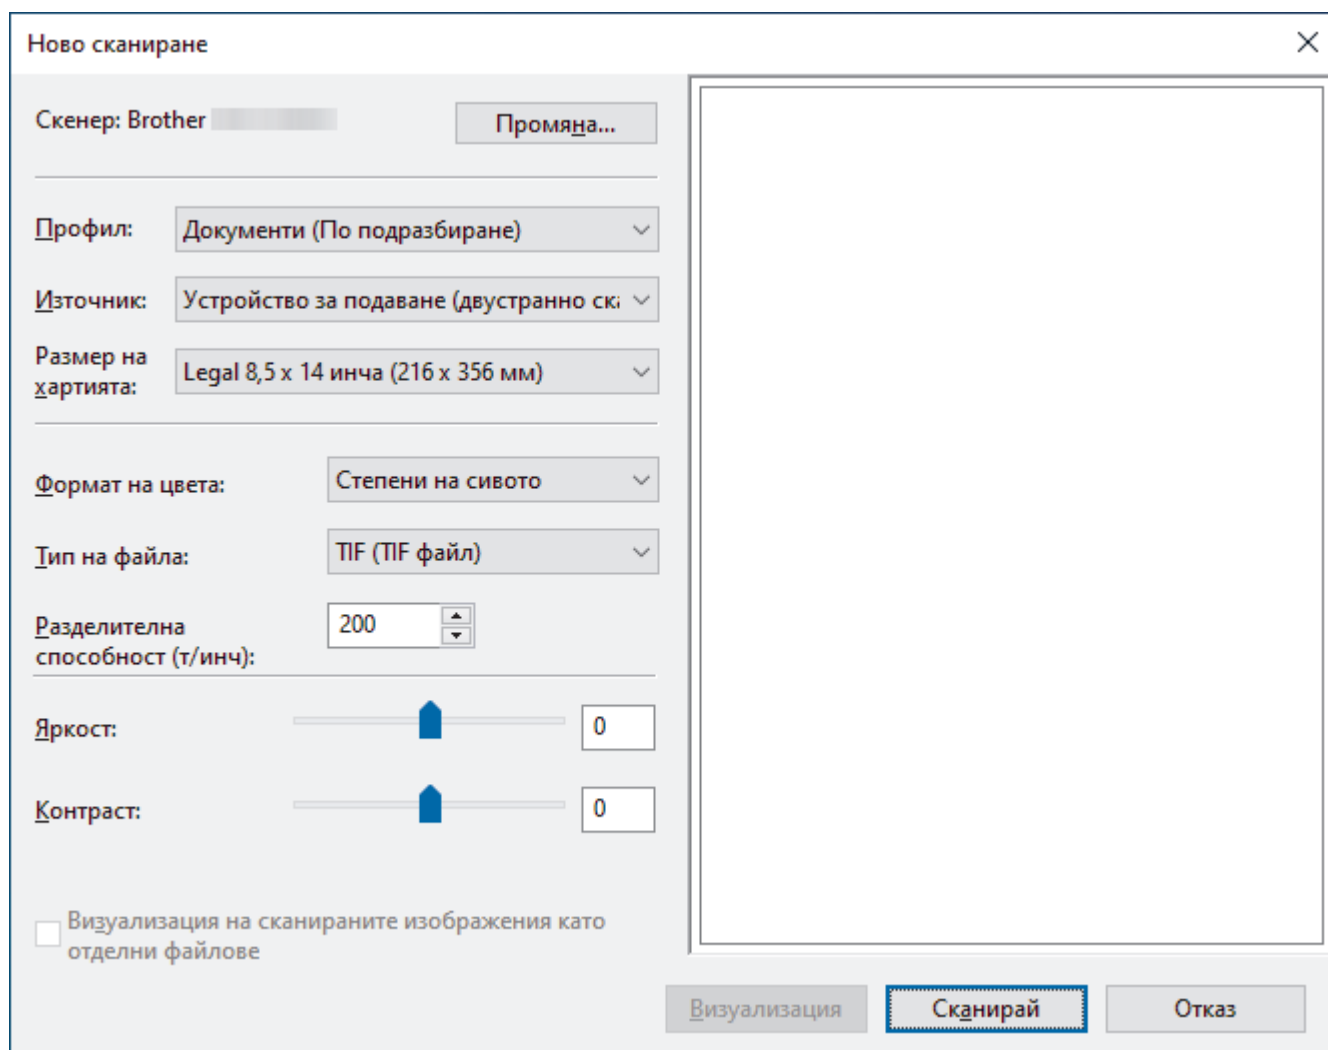 Ново сканиране
Скенер: Brother
Промяна...
Профил:
Документи (По подразбиране)
Източник:
Устройство за подаване (двустранно ска
Размер на
хартията:
Legal 8,5 x 14 инча (216 x 356 мм)
Формат на цвета:
Степени на сивото
Тип на файла:
TIF (TIF файл)
Разделителна
способност (т/инч):
200
Яркост:
0
Контраст:
0
Визуализация на сканираните изображения като
отделни файлове
Визуализация
Сканирай
Отказ